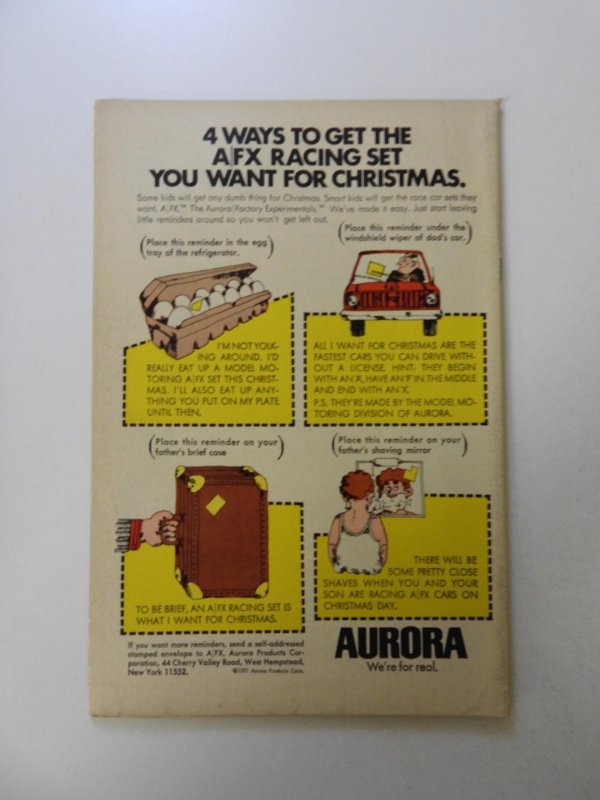 4 WAYS TO GET THE
A/FX RACING SET
YOU WANT FOR CHRISTMAS.
Some kids will get any dumb thing for Christmas. Smart kids will get the race car sets they
want. A/FX.™ The Aurora Factory Experimentals.™ We've made it easy. Just start leaving
little reminders around so you won't get left out.
(Place this reminder in the egg
tray of the refrigerator.)
I'M NOT YOLK-
ING AROUND. I'D
REALLY EAT UP A MODEL MO-
TORING A/FX SET THIS CHRIST-
MAS. I'LL ALSO EAT UP ANY-
THING YOU PUT ON MY PLATE
UNTIL THEN.
(Place this reminder under the
windshield wiper of dad's car.)
ALL I WANT FOR CHRISTMAS ARE THE
FASTEST CARS YOU CAN DRIVE WITH-
OUT A LICENSE. HINT: THEY BEGIN
WITH AN 'A', HAVE AN 'F' IN THE MIDDLE
AND END WITH AN 'X'.
P.S. THEY'RE MADE BY THE MODEL MO-
TORING DIVISION OF AURORA.
(Place this reminder on your
father's brief case)
TO BE BRIEF, AN A/FX RACING SET IS
WHAT I WANT FOR CHRISTMAS.
(Place this reminder on your
father's shaving mirror)
THERE WILL BE
SOME PRETTY CLOSE
SHAVES WHEN YOU AND YOUR
SON ARE RACING A/FX CARS ON
CHRISTMAS DAY.
If you want more reminders, send a self-addressed
stamped envelope to A/FX, Aurora Products Cor-
poration, 44 Cherry Valley Road, West Hempstead,
New York 11552.
©1971 Aurora Products Corp.
AURORA
We're for real.